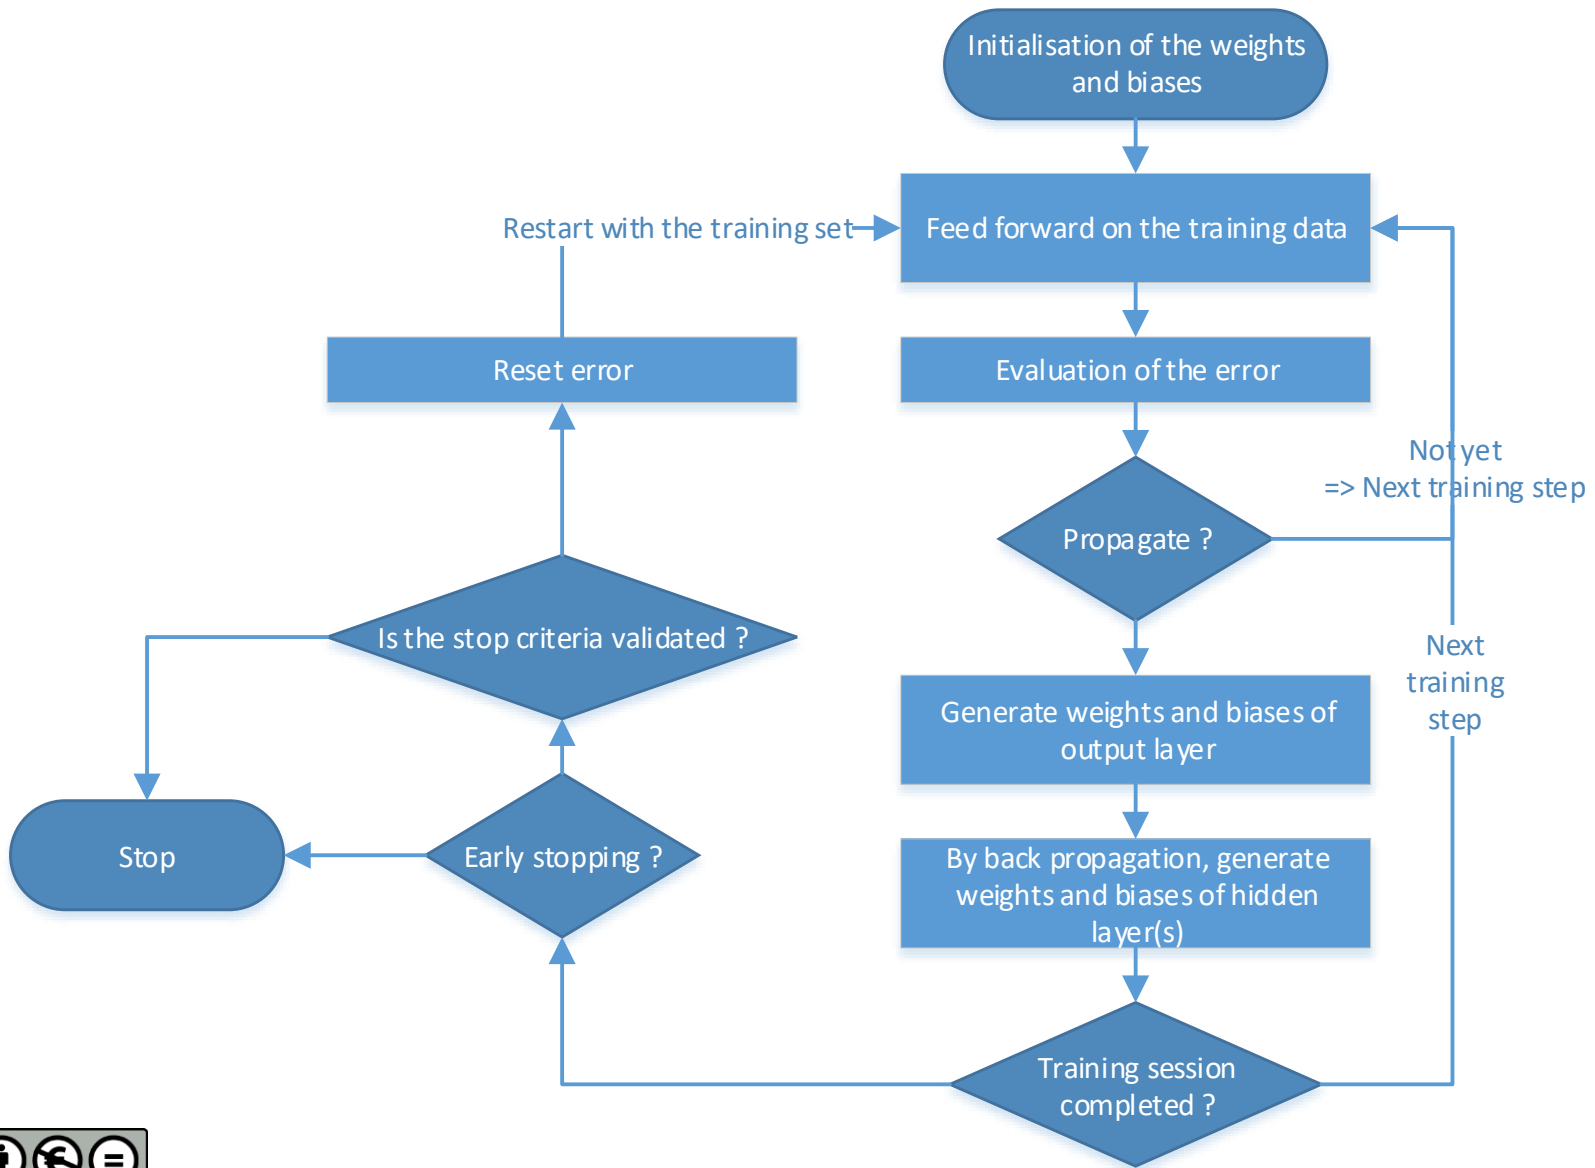 Initialisation of the weights
and biases
Restart with the training set
Feed forward on the training data
Reset error
Evaluation of the error
Not yet
=> Next training step
Propagate ?
Is the stop criteria validated ?
Next
training
step
Generate weights and biases of
output layer
Stop
Early stopping ?
By back propagation, generate
weights and biases of hidden
layer(s)
Training session
completed ?